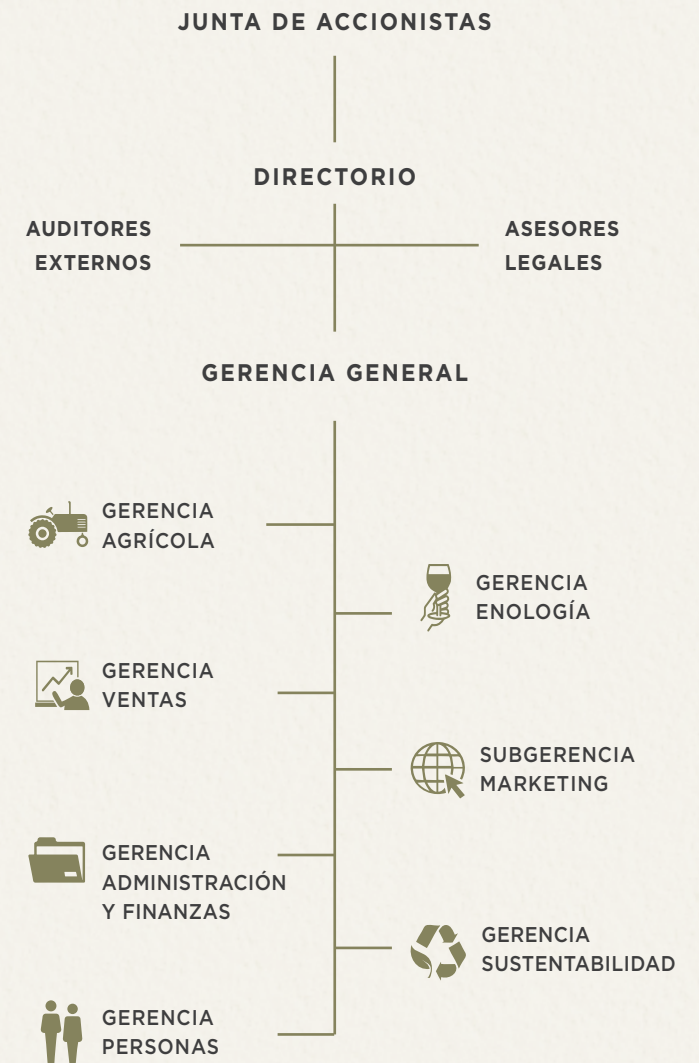 JUNTA DE ACCIONISTAS
DIRECTORIO
AUDITORES
EXTERNOS
ASESORES
LEGALES
GERENCIA GENERAL
GERENCIA
AGRÍCOLA
GERENCIA
ENOLOGÍA
GERENCIA
VENTAS
SUBGERENCIA
MARKETING
GERENCIA
ADMINISTRACIÓN
Y FINANZAS
GERENCIA
SUSTENTABILIDAD
GERENCIA
PERSONAS